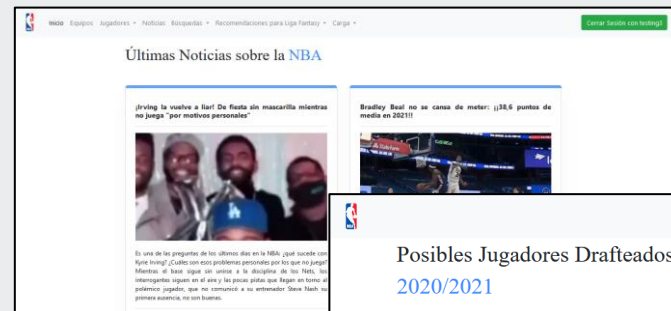 Inicio Equipos Jugadores Noticias Búsquedas Recomendaciones para Liga Fantasy Carga
Cerrar Sesión con testing1
Últimas Noticias sobre la NBA
¡Irving la vuelve a liar! De fiesta sin mascarilla mientras
no juega "por motivos personales"
Bradley Beal no se cansa de meter: ¡¡38,6 puntos de
media en 2021!!
Es una de las preguntas de los últimos días en la NBA: ¿qué sucede con
Kyrie Irving? ¿Cuáles son esos problemas personales por los que no juega?
Mientras el base sigue sin unirse a la disciplina de los Nets, los
interrogantes siguen en el aire y las pocas pistas que llegan en torno al
polémico jugador, que no comunicó a su entrenador Steve Nash su
primera ausencia, no son buenas.
Posibles Jugadores Drafteados
2020/2021